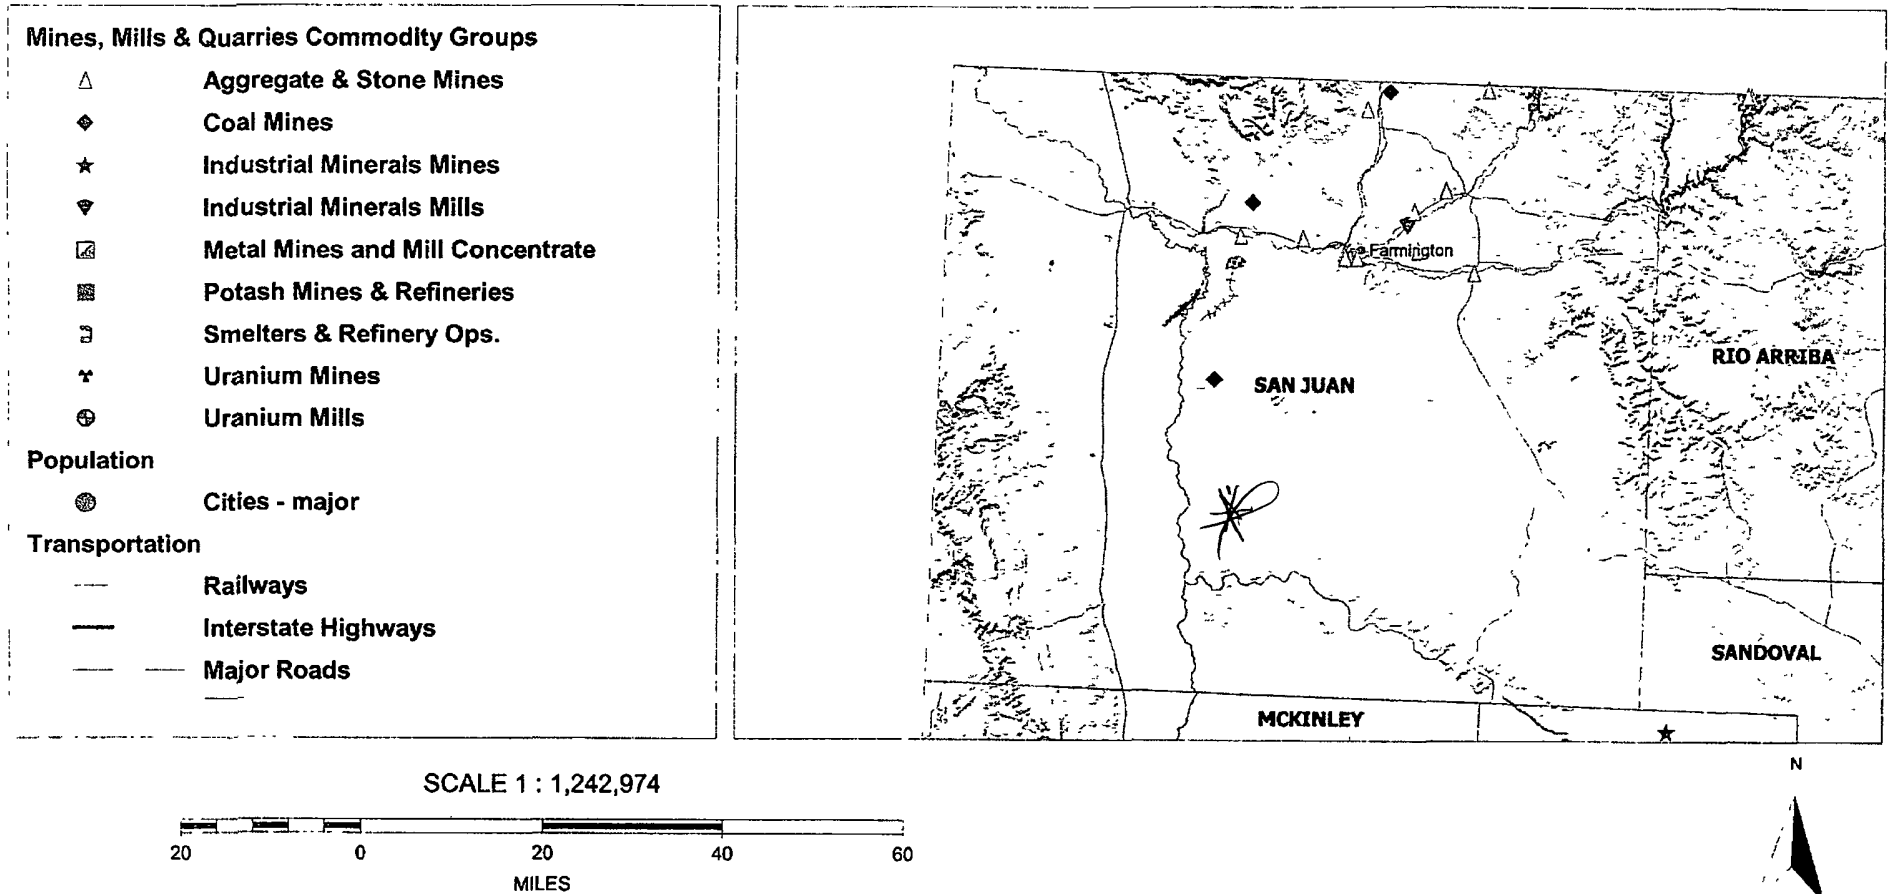 Mines, Mills & Quarries Commodity Groups
Aggregate & Stone Mines
Coal Mines
Industrial Minerals Mines
Industrial Minerals Mills
Metal Mines and Mill Concentrate
Potash Mines & Refineries
Smelters & Refinery Ops.
Uranium Mines
Uranium Mills
Population
Cities - major
Transportation
Railways
Interstate Highways
Major Roads
Farmington
RIO ARRIBA
SAN JUAN
SANDOVAL
MCKINLEY
SCALE 1 : 1,242,974
20 0 20 40 60
MILES
N